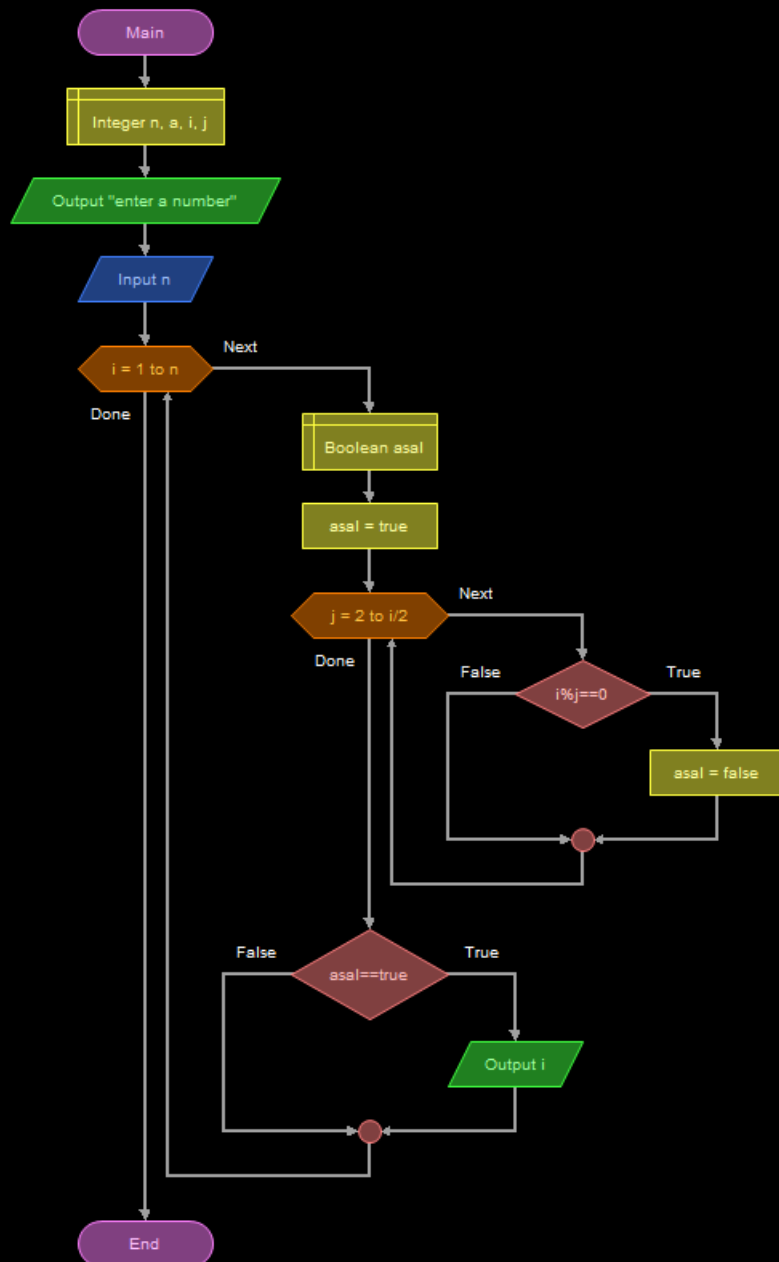 Main
Integer n, a, i, j
Output "enter a number"
Input n
i = 1 to n
Next
Done
Boolean asal
asal = true
j = 2 to i/2
Next
Done
i%j==0
False
True
asal = false
asal==true
False
True
Output i
End